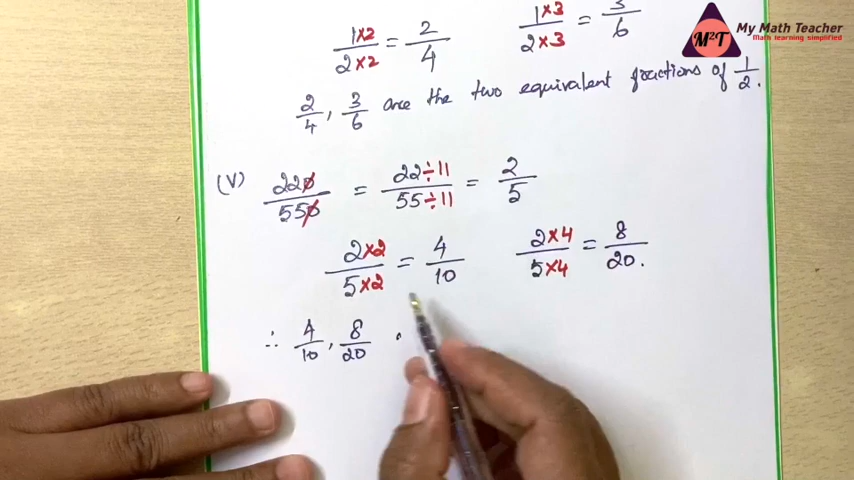 1×2/2×2 = 2/4    1×3/2×3 = 3/6
M²T My Math Teacher
Math learning simplified
2/4, 3/6 are the two equivalent fractions of 1/2.
(V) 220/550 = 22÷11/55÷11 = 2/5
2×2/5×2 = 4/10    2×4/5×4 = 8/20.
∴ 4/10, 8/20